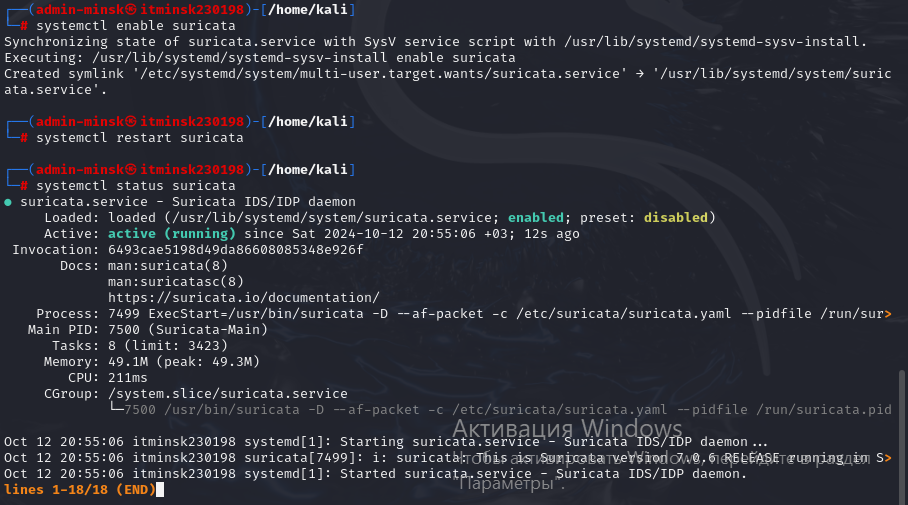 ┌──(admin-minsk㉿itminsk230198)-[/home/kali]
└─# systemctl enable suricata
Synchronizing state of suricata.service with SysV service script with /usr/lib/systemd/systemd-sysv-install.
Executing: /usr/lib/systemd/systemd-sysv-install enable suricata
Created symlink '/etc/systemd/system/multi-user.target.wants/suricata.service' → '/usr/lib/systemd/system/suric
ata.service'.
┌──(admin-minsk㉿itminsk230198)-[/home/kali]
└─# systemctl restart suricata
┌──(admin-minsk㉿itminsk230198)-[/home/kali]
└─# systemctl status suricata
● suricata.service - Suricata IDS/IDP daemon
Loaded: loaded (/usr/lib/systemd/system/suricata.service; enabled; preset: disabled)
Active: active (running) since Sat 2024-10-12 20:55:06 +03; 12s ago
Invocation: 6493cae5198d49da86608085348e926f
Docs: man:suricata(8)
man:suricatasc(8)
https://suricata.io/documentation/
Process: 7499 ExecStart=/usr/bin/suricata -D --af-packet -c /etc/suricata/suricata.yaml --pidfile /run/sur>
Main PID: 7500 (Suricata-Main)
Tasks: 8 (limit: 3423)
Memory: 49.1M (peak: 49.3M)
CPU: 211ms
CGroup: /system.slice/suricata.service
└─7500 /usr/bin/suricata -D --af-packet -c /etc/suricata/suricata.yaml --pidfile /run/suricata.pid
Oct 12 20:55:06 itminsk230198 systemd[1]: Starting suricata.service - Suricata IDS/IDP daemon...
Oct 12 20:55:06 itminsk230198 suricata[7499]: i: suricata: This is Suricata version 7.0.6 RELEASE running in S>
Oct 12 20:55:06 itminsk230198 systemd[1]: Started suricata.service - Suricata IDS/IDP daemon.
lines 1-18/18 (END)
Активация Windows
Чтобы активировать Windows, перейдите в раздел
"Параметры".